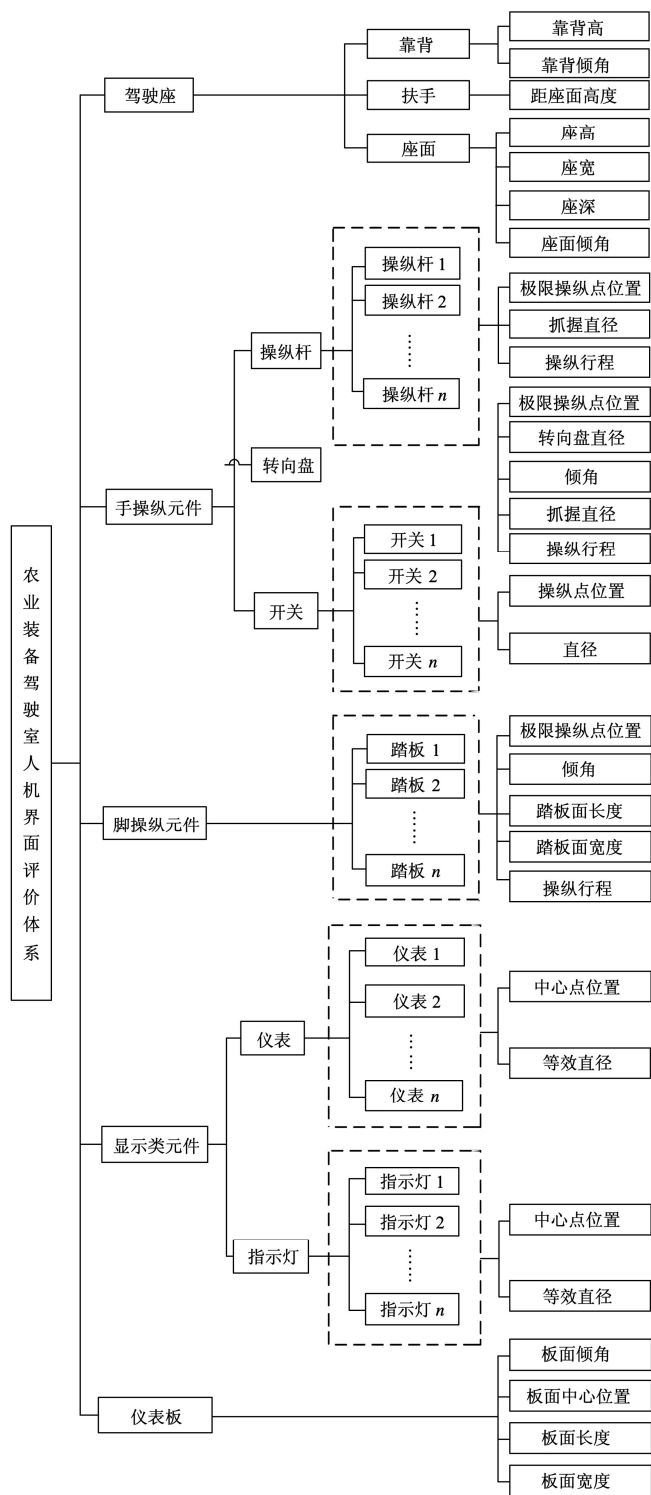 农业装备驾驶室人机界面评价体系
驾驶座
靠背
靠背高
靠背倾角
扶手
距座面高度
座面
座高
座宽
座深
座面倾角
手操纵元件
操纵杆
操纵杆 1
操纵杆 2
……
操纵杆 n
极限操纵点位置
抓握直径
操纵行程
转向盘
极限操纵点位置
转向盘直径
倾角
抓握直径
操纵行程
开关
开关 1
开关 2
……
开关 n
操纵点位置
直径
脚操纵元件
踏板 1
踏板 2
……
踏板 n
极限操纵点位置
倾角
踏板面长度
踏板面宽度
操纵行程
显示类元件
仪表
仪表 1
仪表 2
……
仪表 n
中心点位置
等效直径
指示灯
指示灯 1
指示灯 2
……
指示灯 n
中心点位置
等效直径
仪表板
板面倾角
板面中心位置
板面长度
板面宽度